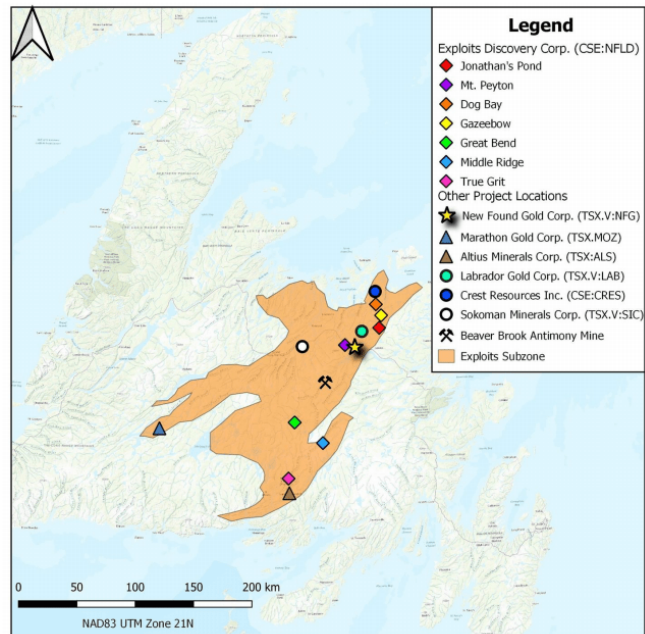 Legend
Exploits Discovery Corp. (CSE:NFLD)
Jonathan's Pond
Mt. Peyton
Dog Bay
Gazeebow
Great Bend
Middle Ridge
True Grit
Other Project Locations
New Found Gold Corp. (TSX.V:NFG)
Marathon Gold Corp. (TSX.MOZ)
Altius Minerals Corp. (TSX:ALS)
Labrador Gold Corp. (TSX.V:LAB)
Crest Resources Inc. (CSE:CRES)
Sokoman Minerals Corp. (TSX.V:SIC)
Beaver Brook Antimony Mine
Exploits Subzone
0 50 100 150 200 km
NAD83 UTM Zone 21N